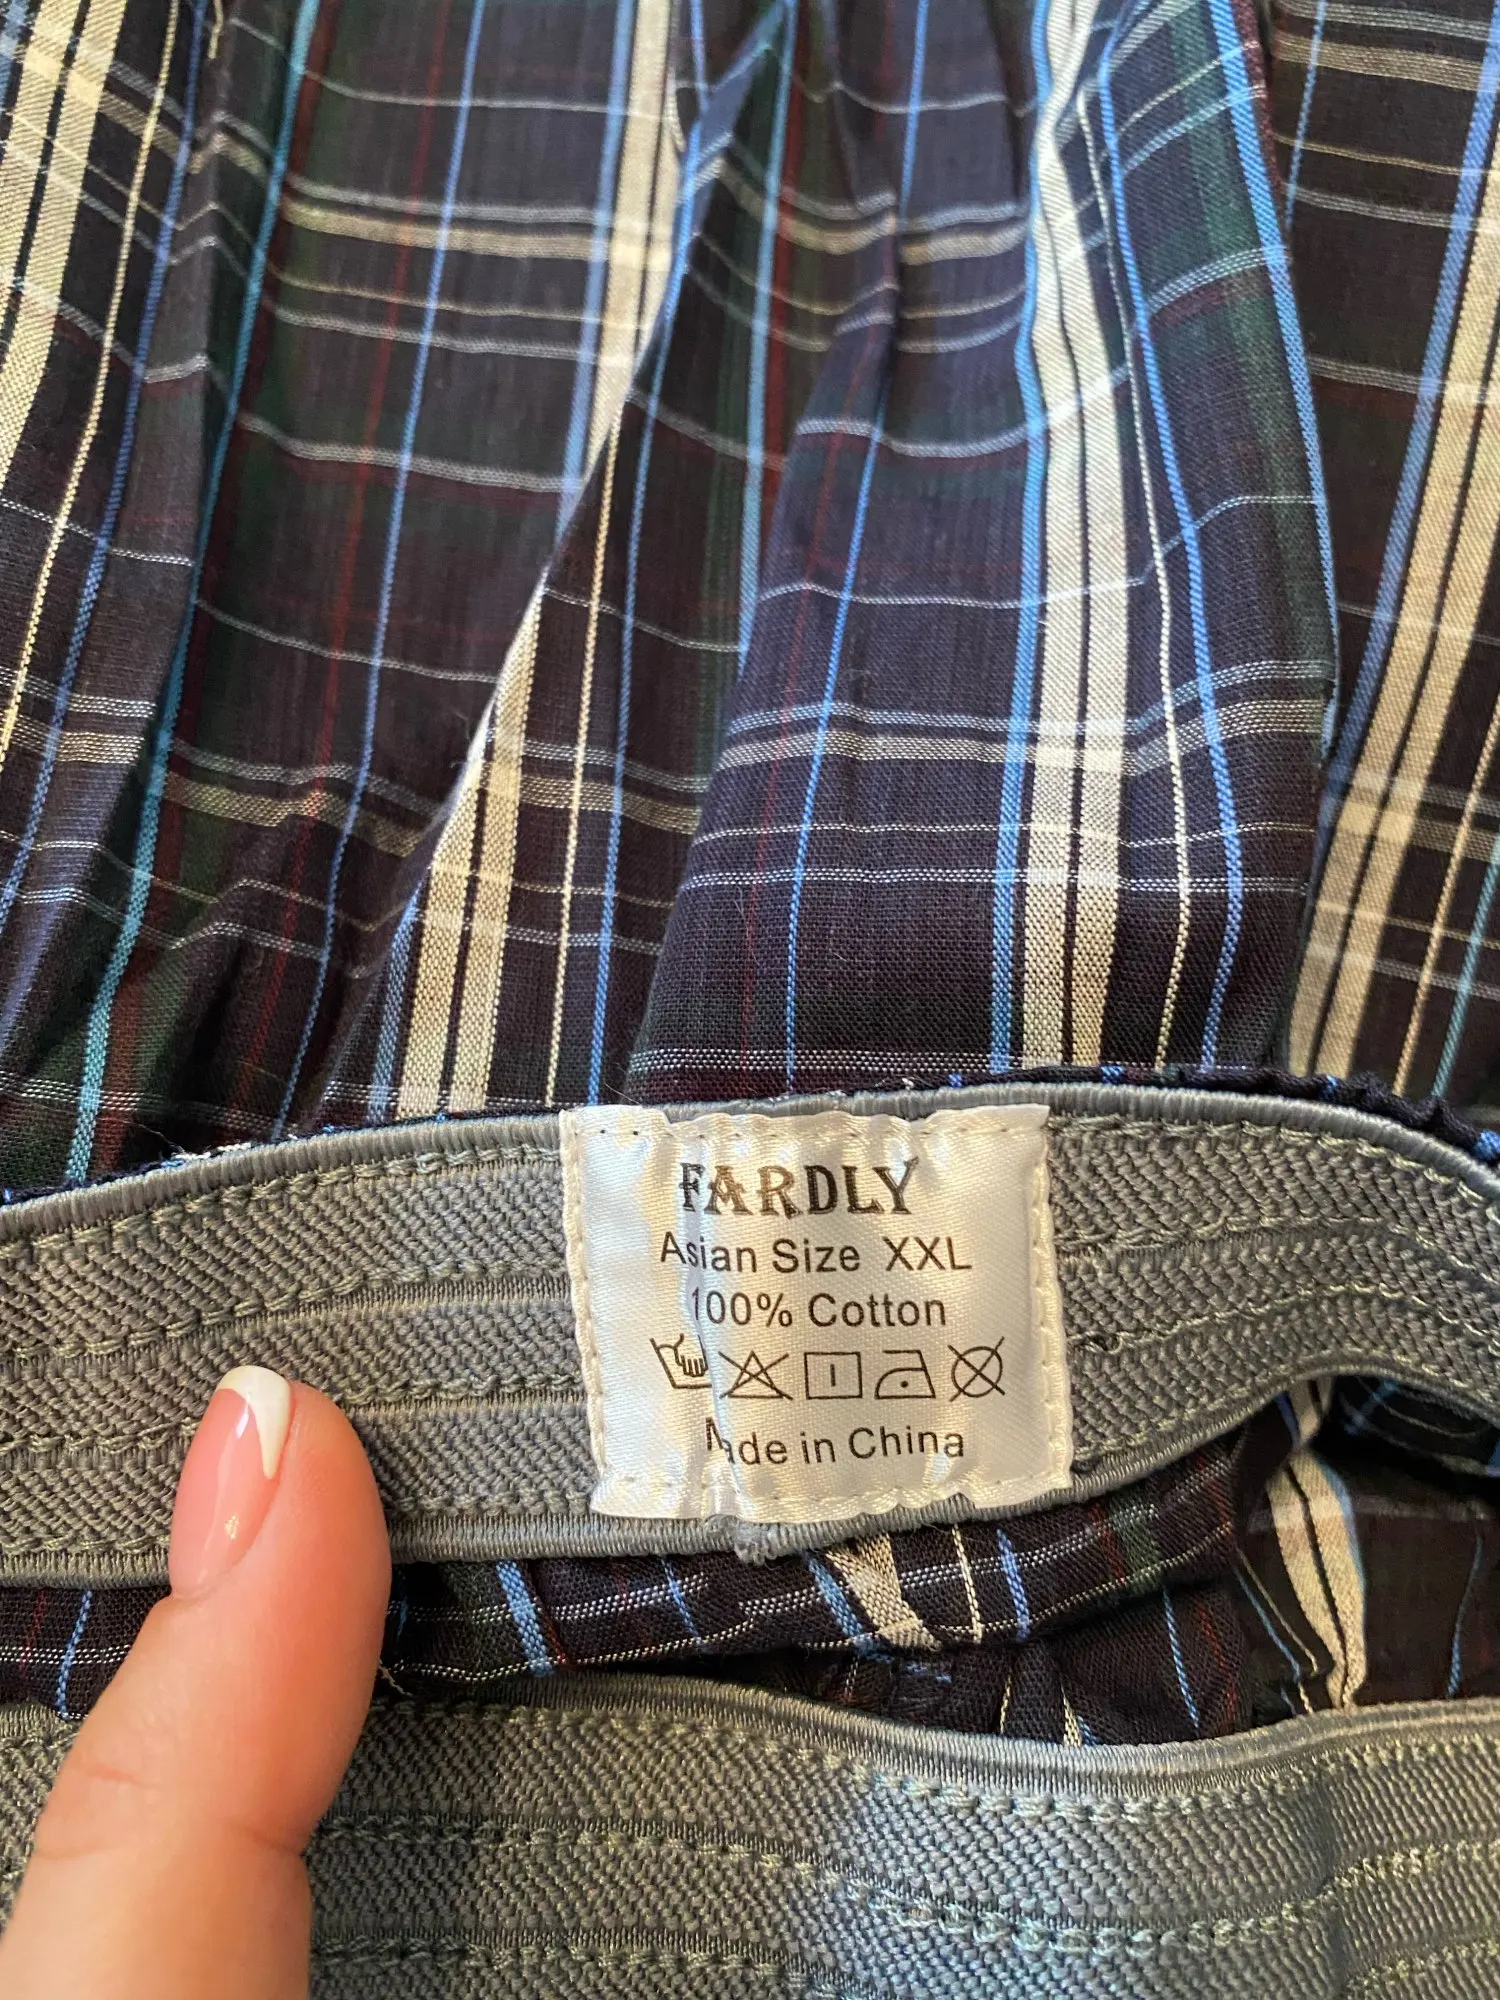 FARDLY
Asian Size XXL
100% Cotton
Made in China